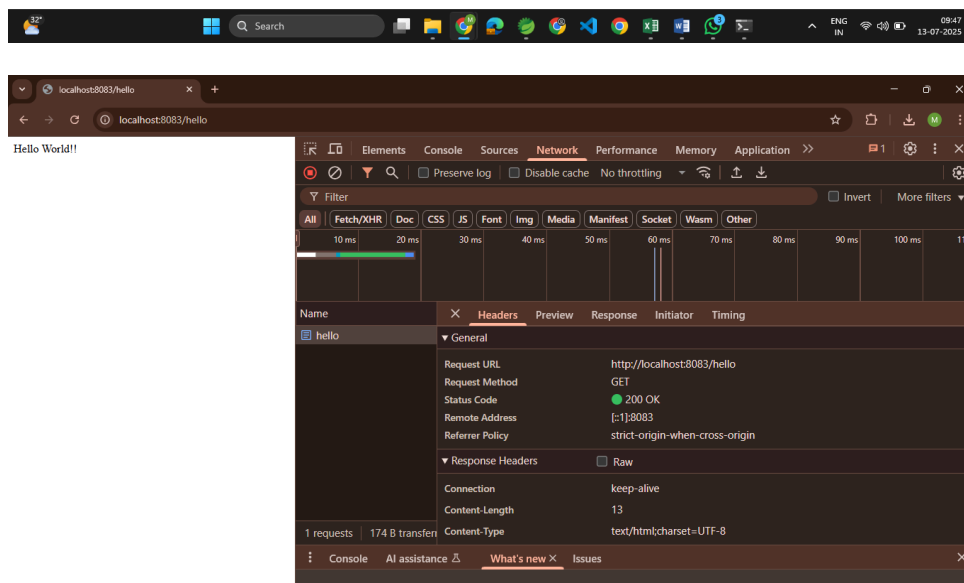 32°
Search
ENG
IN
09:47
13-07-2025
localhost:8083/hello
localhost:8083/hello
M
Hello World!!
Elements Console Sources Network Performance Memory Application 1
Preserve log Disable cache No throttling
Filter Invert More filters
All Fetch/XHR Doc CSS JS Font Img Media Manifest Socket Wasm Other
10 ms 20 ms 30 ms 40 ms 50 ms 60 ms 70 ms 80 ms 90 ms 100 ms 11
Name Headers Preview Response Initiator Timing
hello
General
Request URL http://localhost:8083/hello
Request Method GET
Status Code 200 OK
Remote Address [::1]:8083
Referrer Policy strict-origin-when-cross-origin
Response Headers Raw
Connection keep-alive
Content-Length 13
Content-Type text/html;charset=UTF-8
1 requests 174 B transfer
Console AI assistance What's new Issues